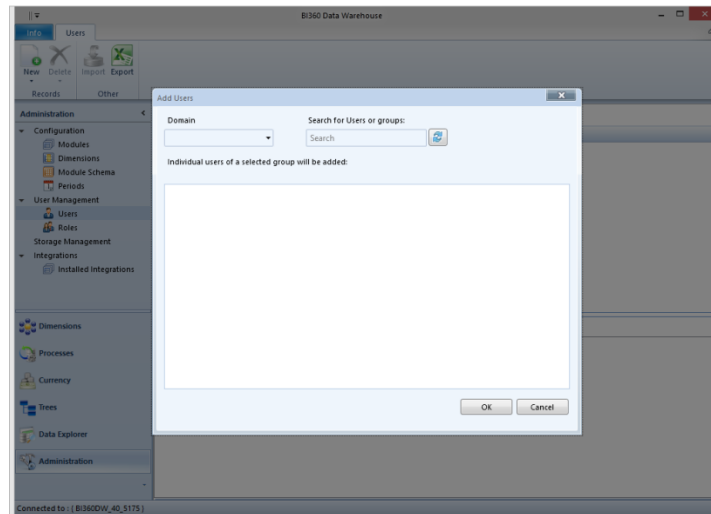 BI360 Data Warehouse
Info Users
New Delete Import Export
Records Other
Administration
Configuration
Modules
Dimensions
Module Schema
Periods
User Management
Users
Roles
Storage Management
Integrations
Installed Integrations
Dimensions
Processes
Currency
Trees
Data Explorer
Administration
Connected to : ( BI360DW_40_5175 )
Add Users
Domain Search for Users or groups:
Search
Individual users of a selected group will be added:
OK Cancel